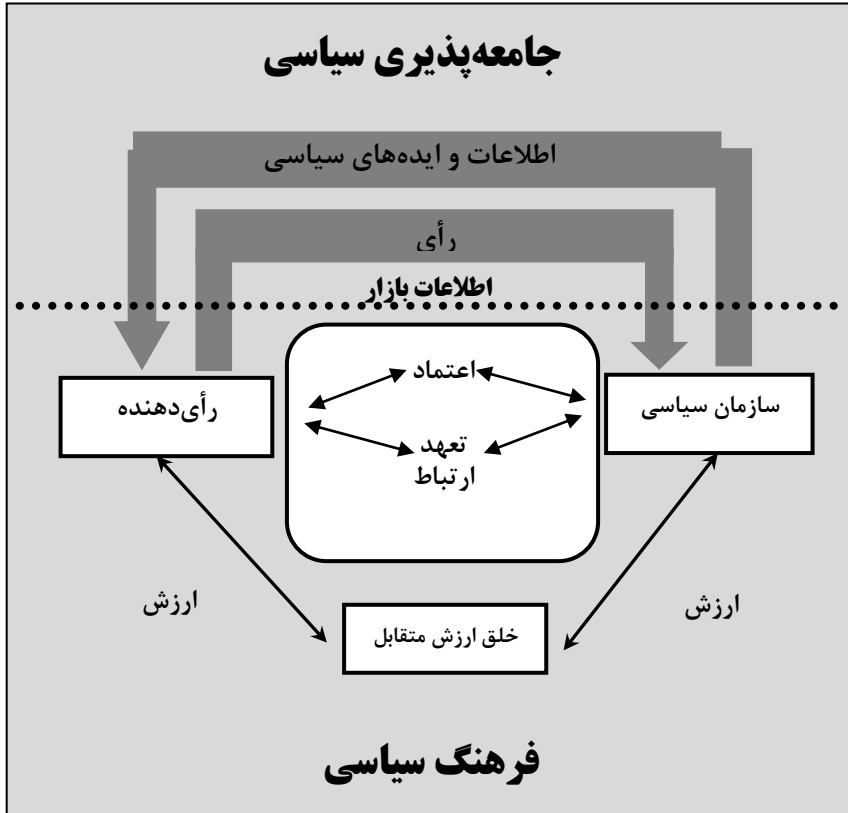 جامعه‌پذیری سیاسی
اطلاعات و ایده‌های سیاسی
رأی
اطلاعات بازار
اعتماد
سازمان سیاسی
رأی‌دهنده
تعهد
ارتباط
ارزش
ارزش
خلق ارزش متقابل
فرهنگ سیاسی